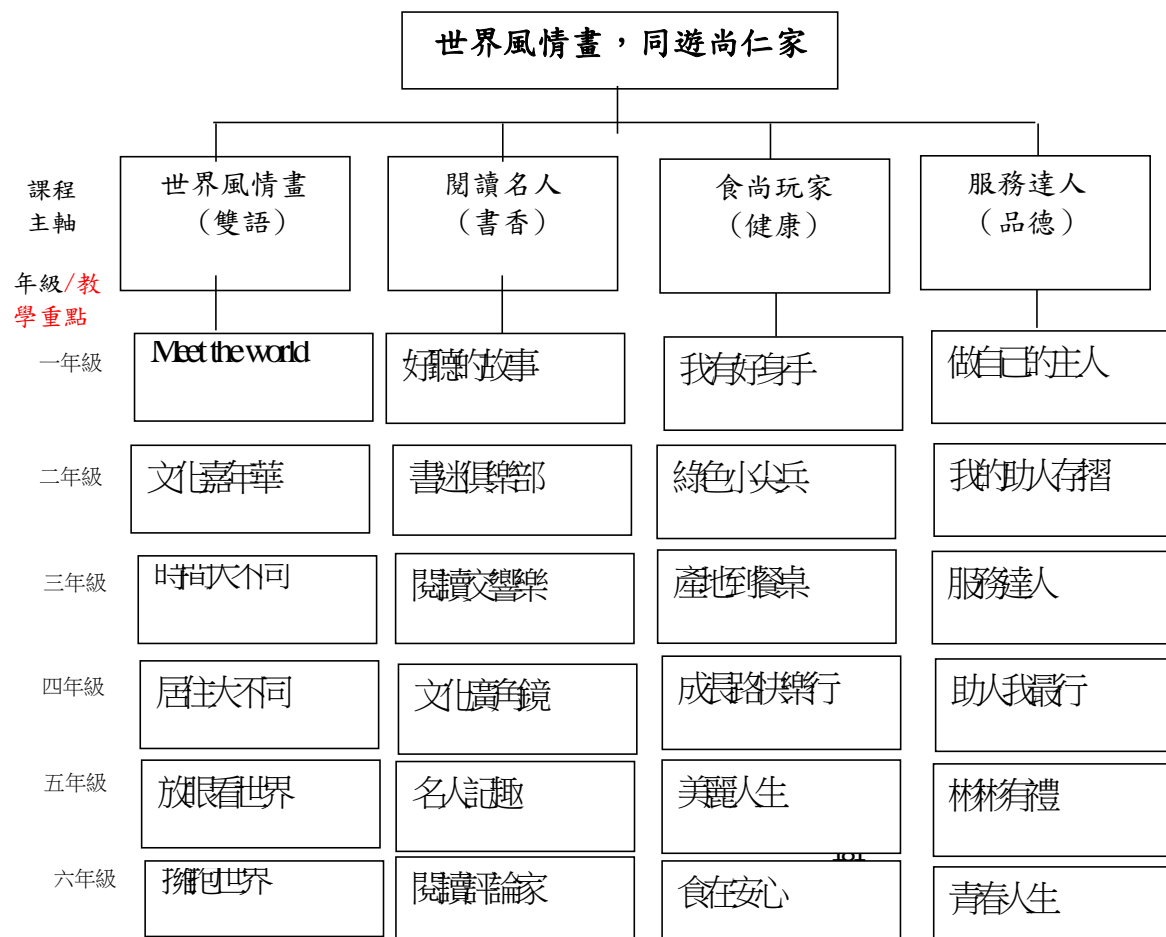 世界風情畫，同遊尚仁家
課程
主軸
世界風情畫
（雙語）
閱讀名人
（書香）
食尚玩家
（健康）
服務達人
（品德）
年級/教
學重點
一年級
Meet the world
好聽的故事
我有好身手
做自己的主人
二年級
文化嘉年華
書迷俱樂部
綠色小尖兵
我的助人存摺
三年級
時間大不同
閱讀交響樂
產地到餐桌
服務達人
四年級
居住大不同
文化廣角鏡
成長路快樂行
助人我最行
五年級
放眼看世界
名人記趣
美麗人生
彬彬有禮
六年級
擁抱世界
閱讀評論家
食在安心
青春人生